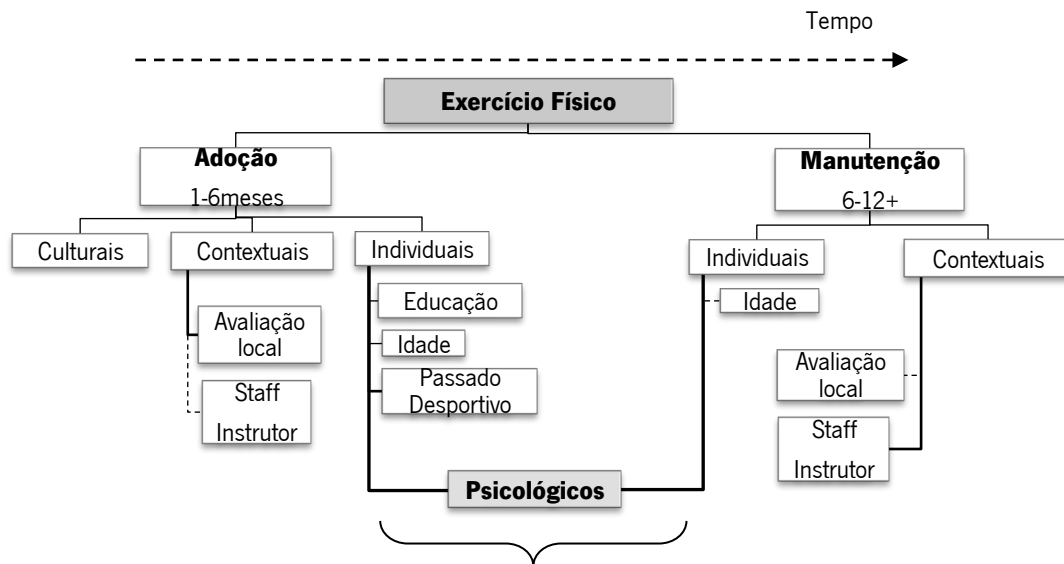 Tempo
Exercício Físico
Adoção
1-6meses
Manutenção
6-12+
Culturais
Contextuais
Individuais
Individuais
Contextuais
Educação
Idade
Idade
Avaliação
local
Passado
Desportivo
Avaliação
local
Staff
Instrutor
Staff
Instrutor
Psicológicos